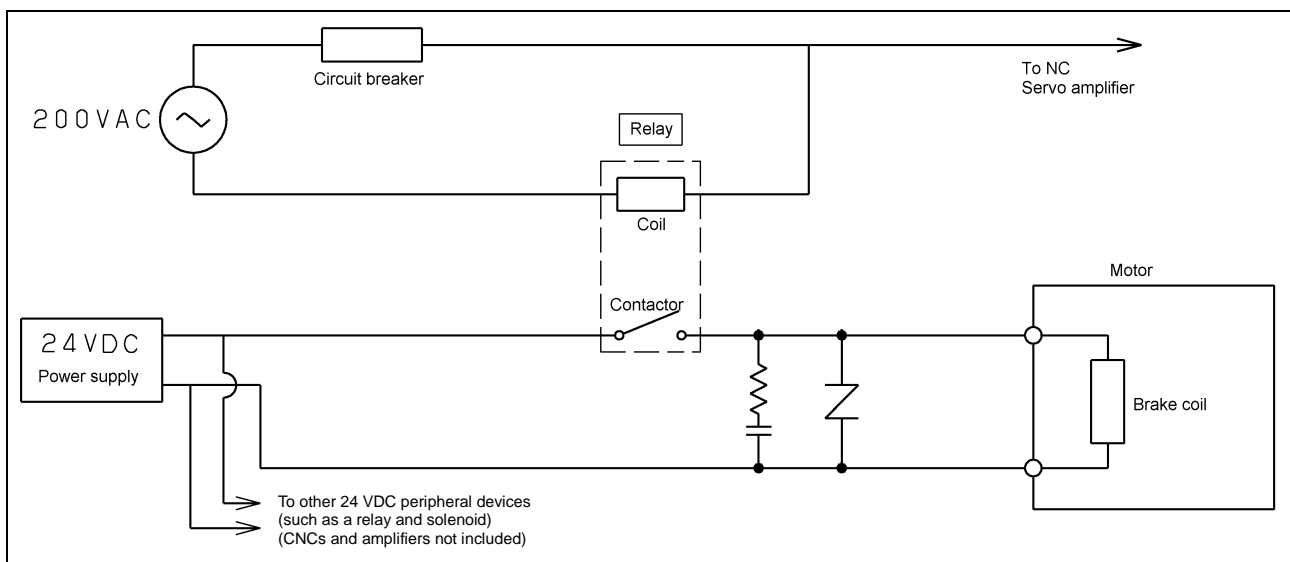 Circuit breaker
To NC
Servo amplifier
200VAC
Relay
Coil
Motor
Contactor
24VDC
Power supply
Brake coil
To other 24 VDC peripheral devices
(such as a relay and solenoid)
(CNCs and amplifiers not included)